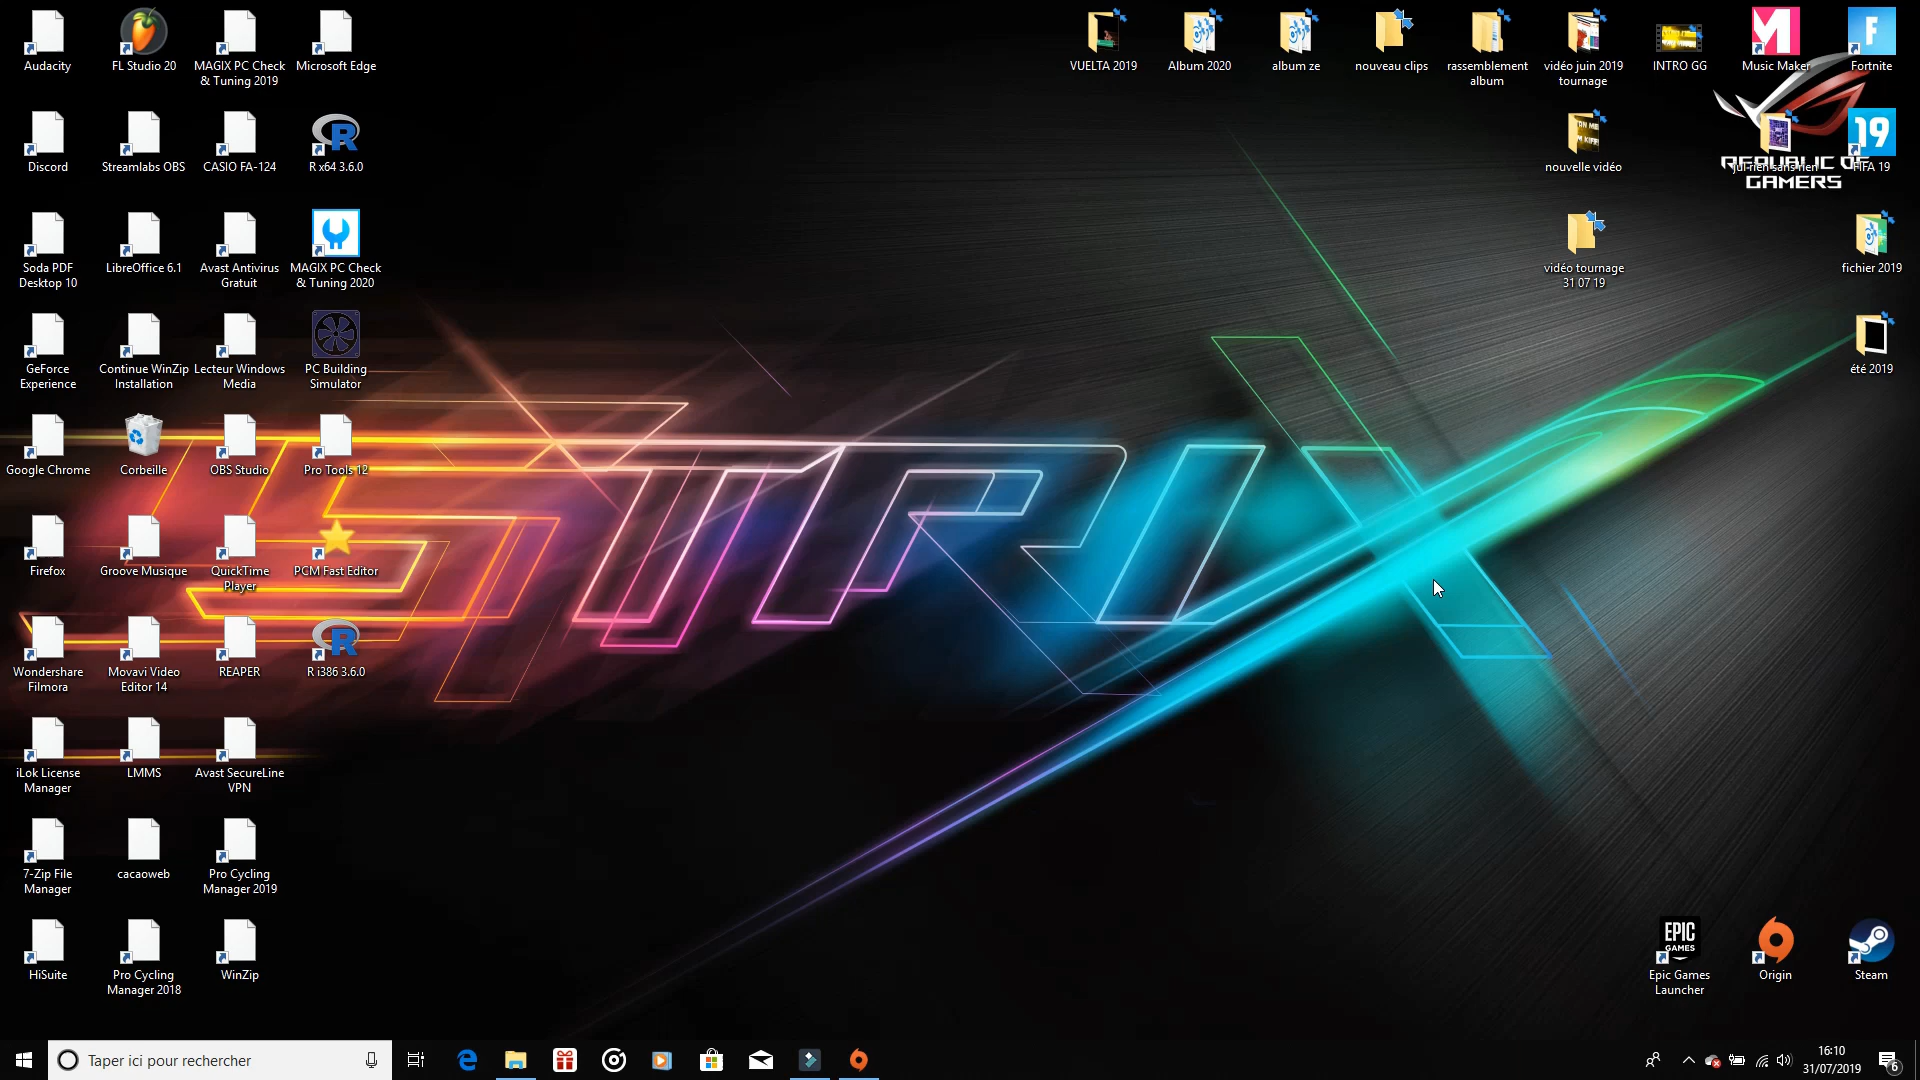 Audacity
FL Studio 20
MAGIX PC Check
& Tuning 2019
Microsoft Edge
VUELTA 2019
Album 2020
album ze
nouveau clips
rassemblement
album
vidéo juin 2019
tournage
INTRO GG
Music Maker
Fortnite
Discord
Streamlabs OBS
CASIO FA-124
R x64 3.6.0
nouvelle vidéo
jul rien sans rien
19
FIFA 19
REPUBLIC OF
GAMERS
Soda PDF
Desktop 10
LibreOffice 6.1
Avast Antivirus
Gratuit
MAGIX PC Check
& Tuning 2020
vidéo tournage
31 07 19
fichier 2019
GeForce
Experience
Continue WinZip
Installation
Lecteur Windows
Media
PC Building
Simulator
été 2019
Google Chrome
Corbeille
OBS Studio
Pro Tools 12
STRIX
Firefox
Groove Musique
QuickTime
Player
PCM Fast Editor
Wondershare
Filmora
Movavi Video
Editor 14
REAPER
R i386 3.6.0
iLok License
Manager
LMMS
Avast SecureLine
VPN
7-Zip File
Manager
cacaoweb
Pro Cycling
Manager 2019
HiSuite
Pro Cycling
Manager 2018
WinZip
EPIC
GAMES
Epic Games
Launcher
Origin
Steam
Taper ici pour rechercher
16:10
31/07/2019
6